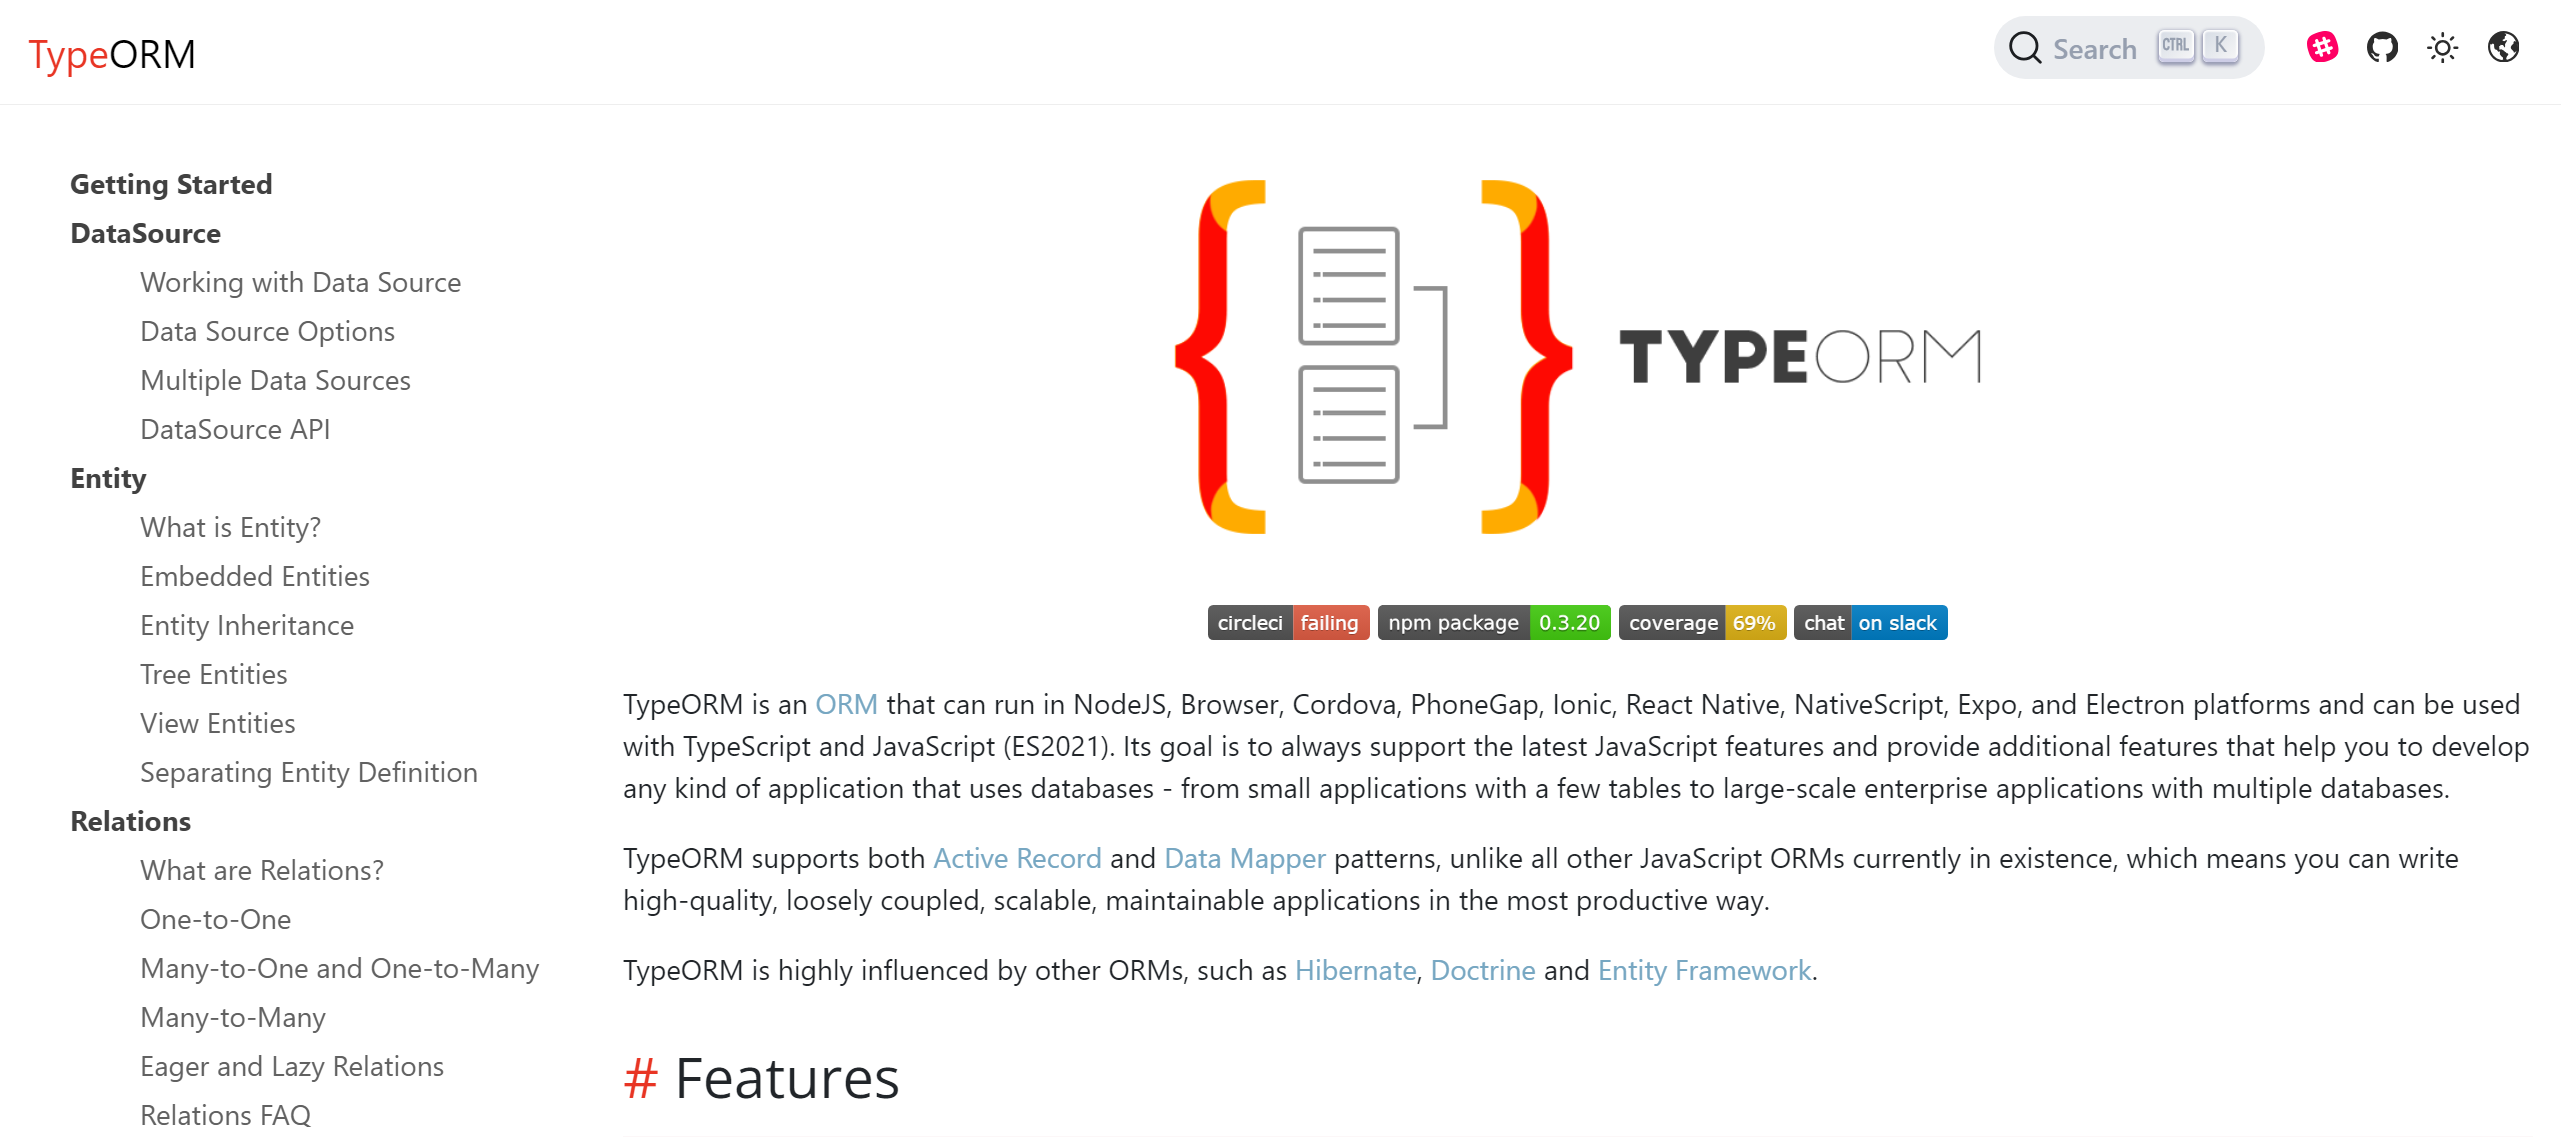 TypeORM
Search CTRL K
Getting Started
DataSource
Working with Data Source
Data Source Options
Multiple Data Sources
DataSource API
Entity
What is Entity?
Embedded Entities
Entity Inheritance
Tree Entities
View Entities
Separating Entity Definition
Relations
What are Relations?
One-to-One
Many-to-One and One-to-Many
Many-to-Many
Eager and Lazy Relations
Relations FAQ
TYPEORM
circleci failing npm package 0.3.20 coverage 69% chat on slack
TypeORM is an ORM that can run in NodeJS, Browser, Cordova, PhoneGap, Ionic, React Native, NativeScript, Expo, and Electron platforms and can be used
with TypeScript and JavaScript (ES2021). Its goal is to always support the latest JavaScript features and provide additional features that help you to develop
any kind of application that uses databases - from small applications with a few tables to large-scale enterprise applications with multiple databases.
TypeORM supports both Active Record and Data Mapper patterns, unlike all other JavaScript ORMs currently in existence, which means you can write
high-quality, loosely coupled, scalable, maintainable applications in the most productive way.
TypeORM is highly influenced by other ORMs, such as Hibernate, Doctrine and Entity Framework.
# Features